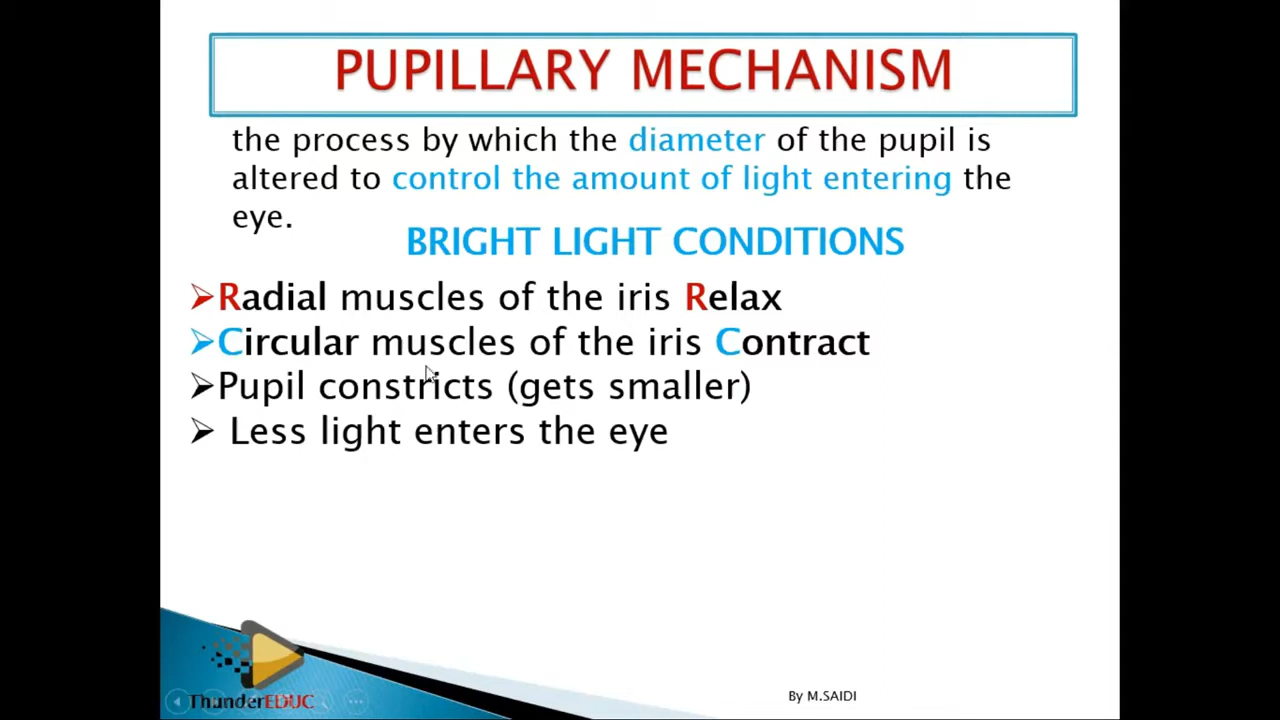 PUPILLARY MECHANISM
the process by which the diameter of the pupil is
altered to control the amount of light entering the
eye.
BRIGHT LIGHT CONDITIONS
Radial muscles of the iris Relax
Circular muscles of the iris Contract
Pupil constricts (gets smaller)
Less light enters the eye
ThunderEDUC
By M.SAIDI